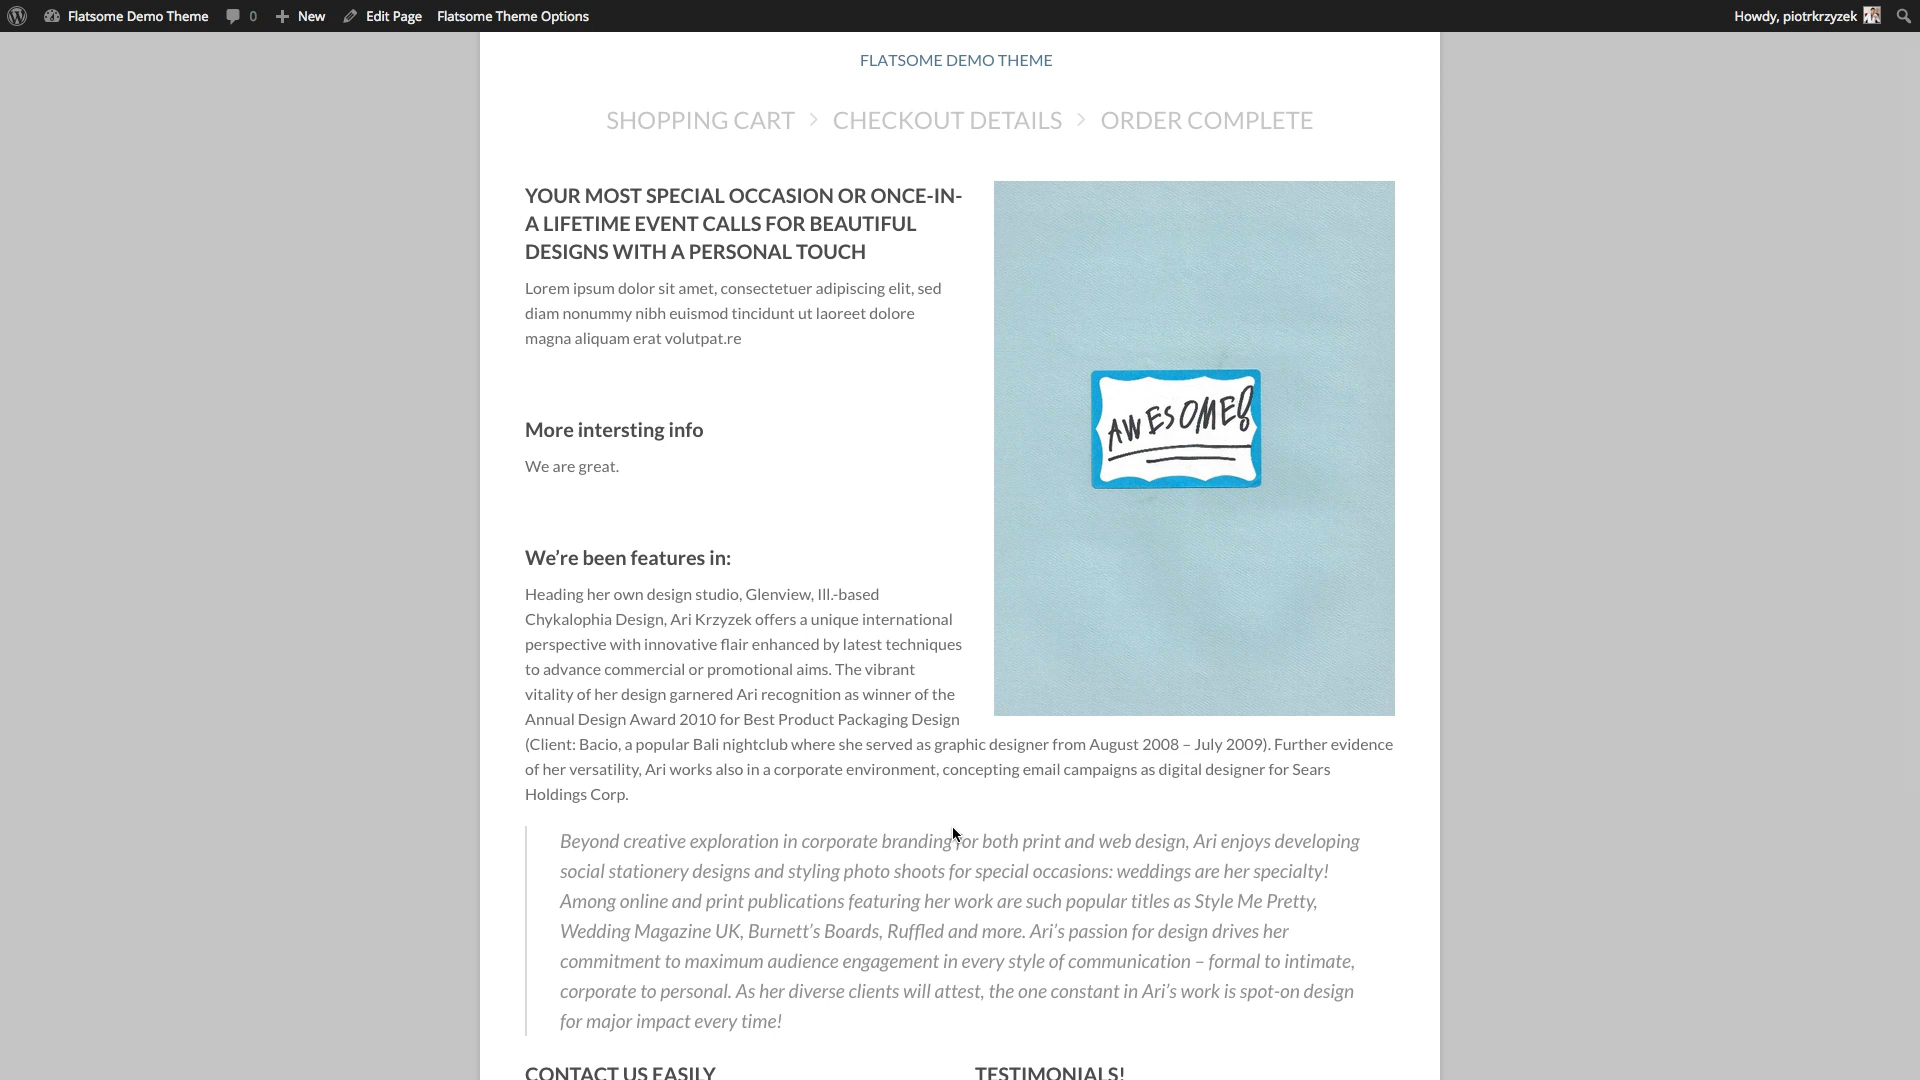 Flatsome Demo Theme 0 New Edit Page Flatsome Theme Options Howdy, piotrkrzyzek
FLATSOME DEMO THEME
SHOPPING CART > CHECKOUT DETAILS > ORDER COMPLETE
YOUR MOST SPECIAL OCCASION OR ONCE-IN-
A LIFETIME EVENT CALLS FOR BEAUTIFUL
DESIGNS WITH A PERSONAL TOUCH
Lorem ipsum dolor sit amet, consectetuer adipiscing elit, sed
diam nonummy nibh euismod tincidunt ut laoreet dolore
magna aliquam erat volutpat.re
AWESOME!
More intersting info
We are great.
We’re been features in:
Heading her own design studio, Glenview, Ill.-based
Chykalophia Design, Ari Krzyzek offers a unique international
perspective with innovative flair enhanced by latest techniques
to advance commercial or promotional aims. The vibrant
vitality of her design garnered Ari recognition as winner of the
Annual Design Award 2010 for Best Product Packaging Design
(Client: Bacio, a popular Bali nightclub where she served as graphic designer from August 2008 – July 2009). Further evidence
of her versatility, Ari works also in a corporate environment, concepting email campaigns as digital designer for Sears
Holdings Corp.
Beyond creative exploration in corporate branding for both print and web design, Ari enjoys developing
social stationery designs and styling photo shoots for special occasions: weddings are her specialty!
Among online and print publications featuring her work are such popular titles as Style Me Pretty,
Wedding Magazine UK, Burnett’s Boards, Ruffled and more. Ari’s passion for design drives her
commitment to maximum audience engagement in every style of communication – formal to intimate,
corporate to personal. As her diverse clients will attest, the one constant in Ari’s work is spot-on design
for major impact every time!
CONTACT US EASILY TESTIMONIALS!